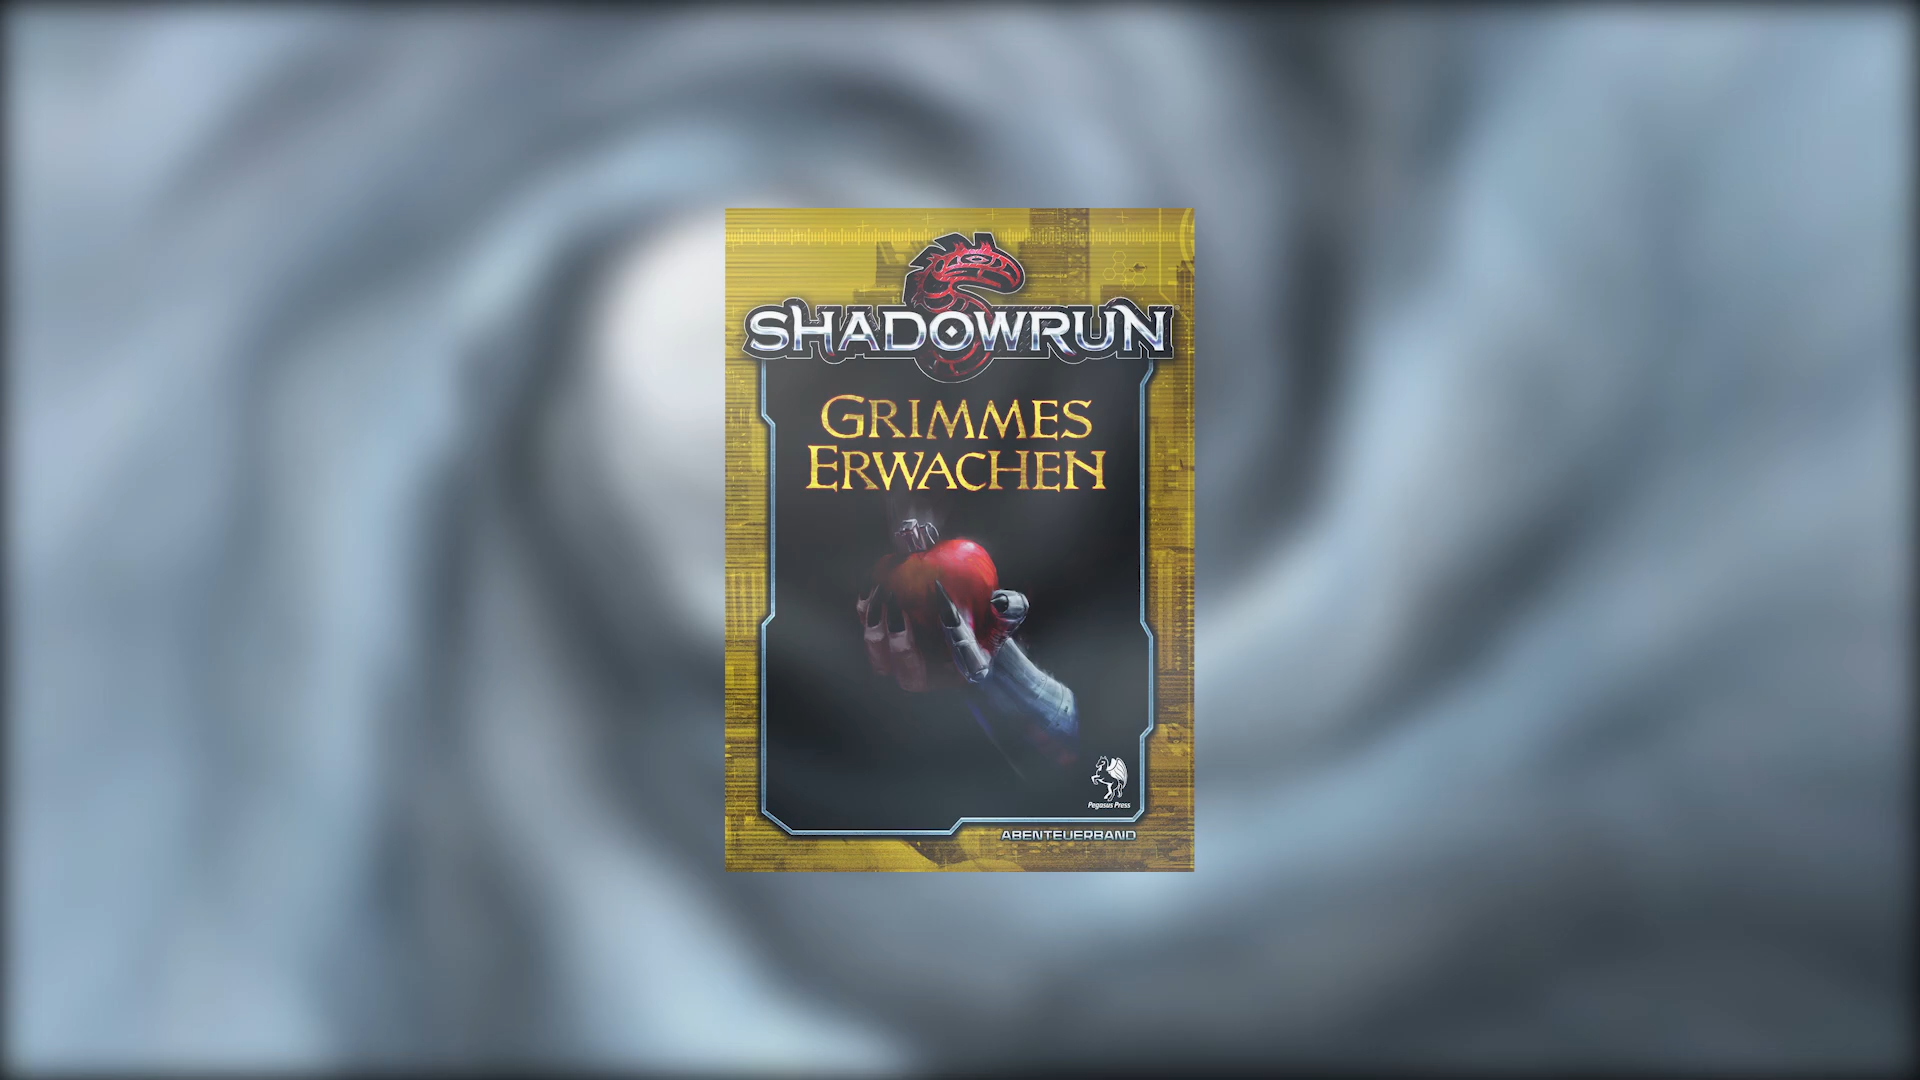 SHADOWRUN
GRIMMES
ERWACHEN
Pegasus Press
ABENTEUERBAND